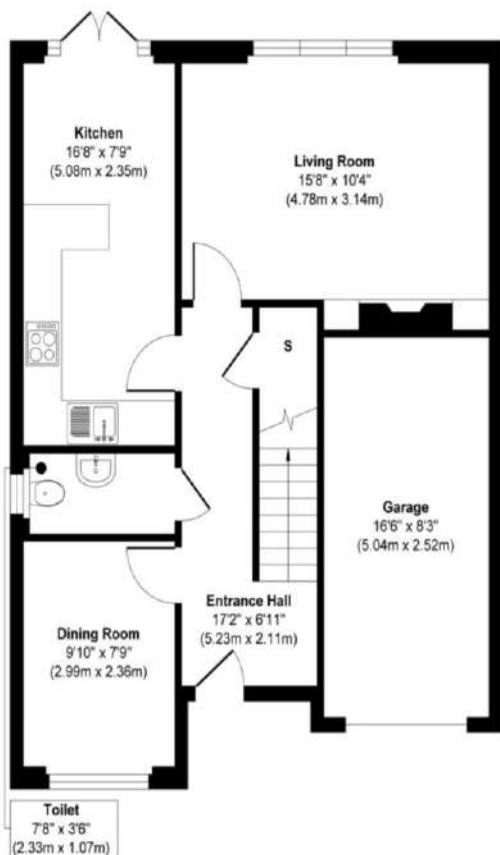 Kitchen
16'8" x 7'9"
(5.08m x 2.35m)
Living Room
15'8" x 10'4"
(4.78m x 3.14m)
S
Garage
16'6" x 8'3"
(5.04m x 2.52m)
Entrance Hall
17'2" x 6'11"
(5.23m x 2.11m)
Dining Room
9'10" x 7'9"
(2.99m x 2.36m)
Toilet
7'8" x 3'6"
(2.33m x 1.07m)